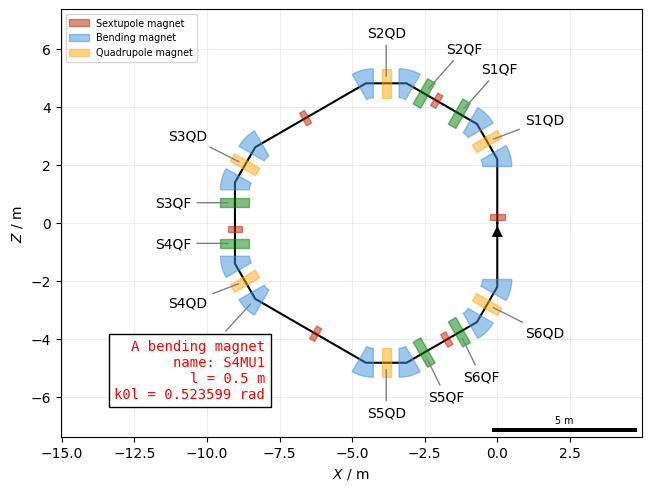 Sextupole magnet
Bending magnet
Quadrupole magnet
S2QD
S2QF
S1QF
S1QD
S3QD
S3QF
S4QF
S4QD
A bending magnet
name: S4MU1
l = 0.5 m
k0l = 0.523599 rad
S5QD
S5QF
S6QF
S6QD
5 m
6
4
2
0
−2
−4
−6
Z / m
−15.0
−12.5
−10.0
−7.5
−5.0
−2.5
0.0
2.5
X / m